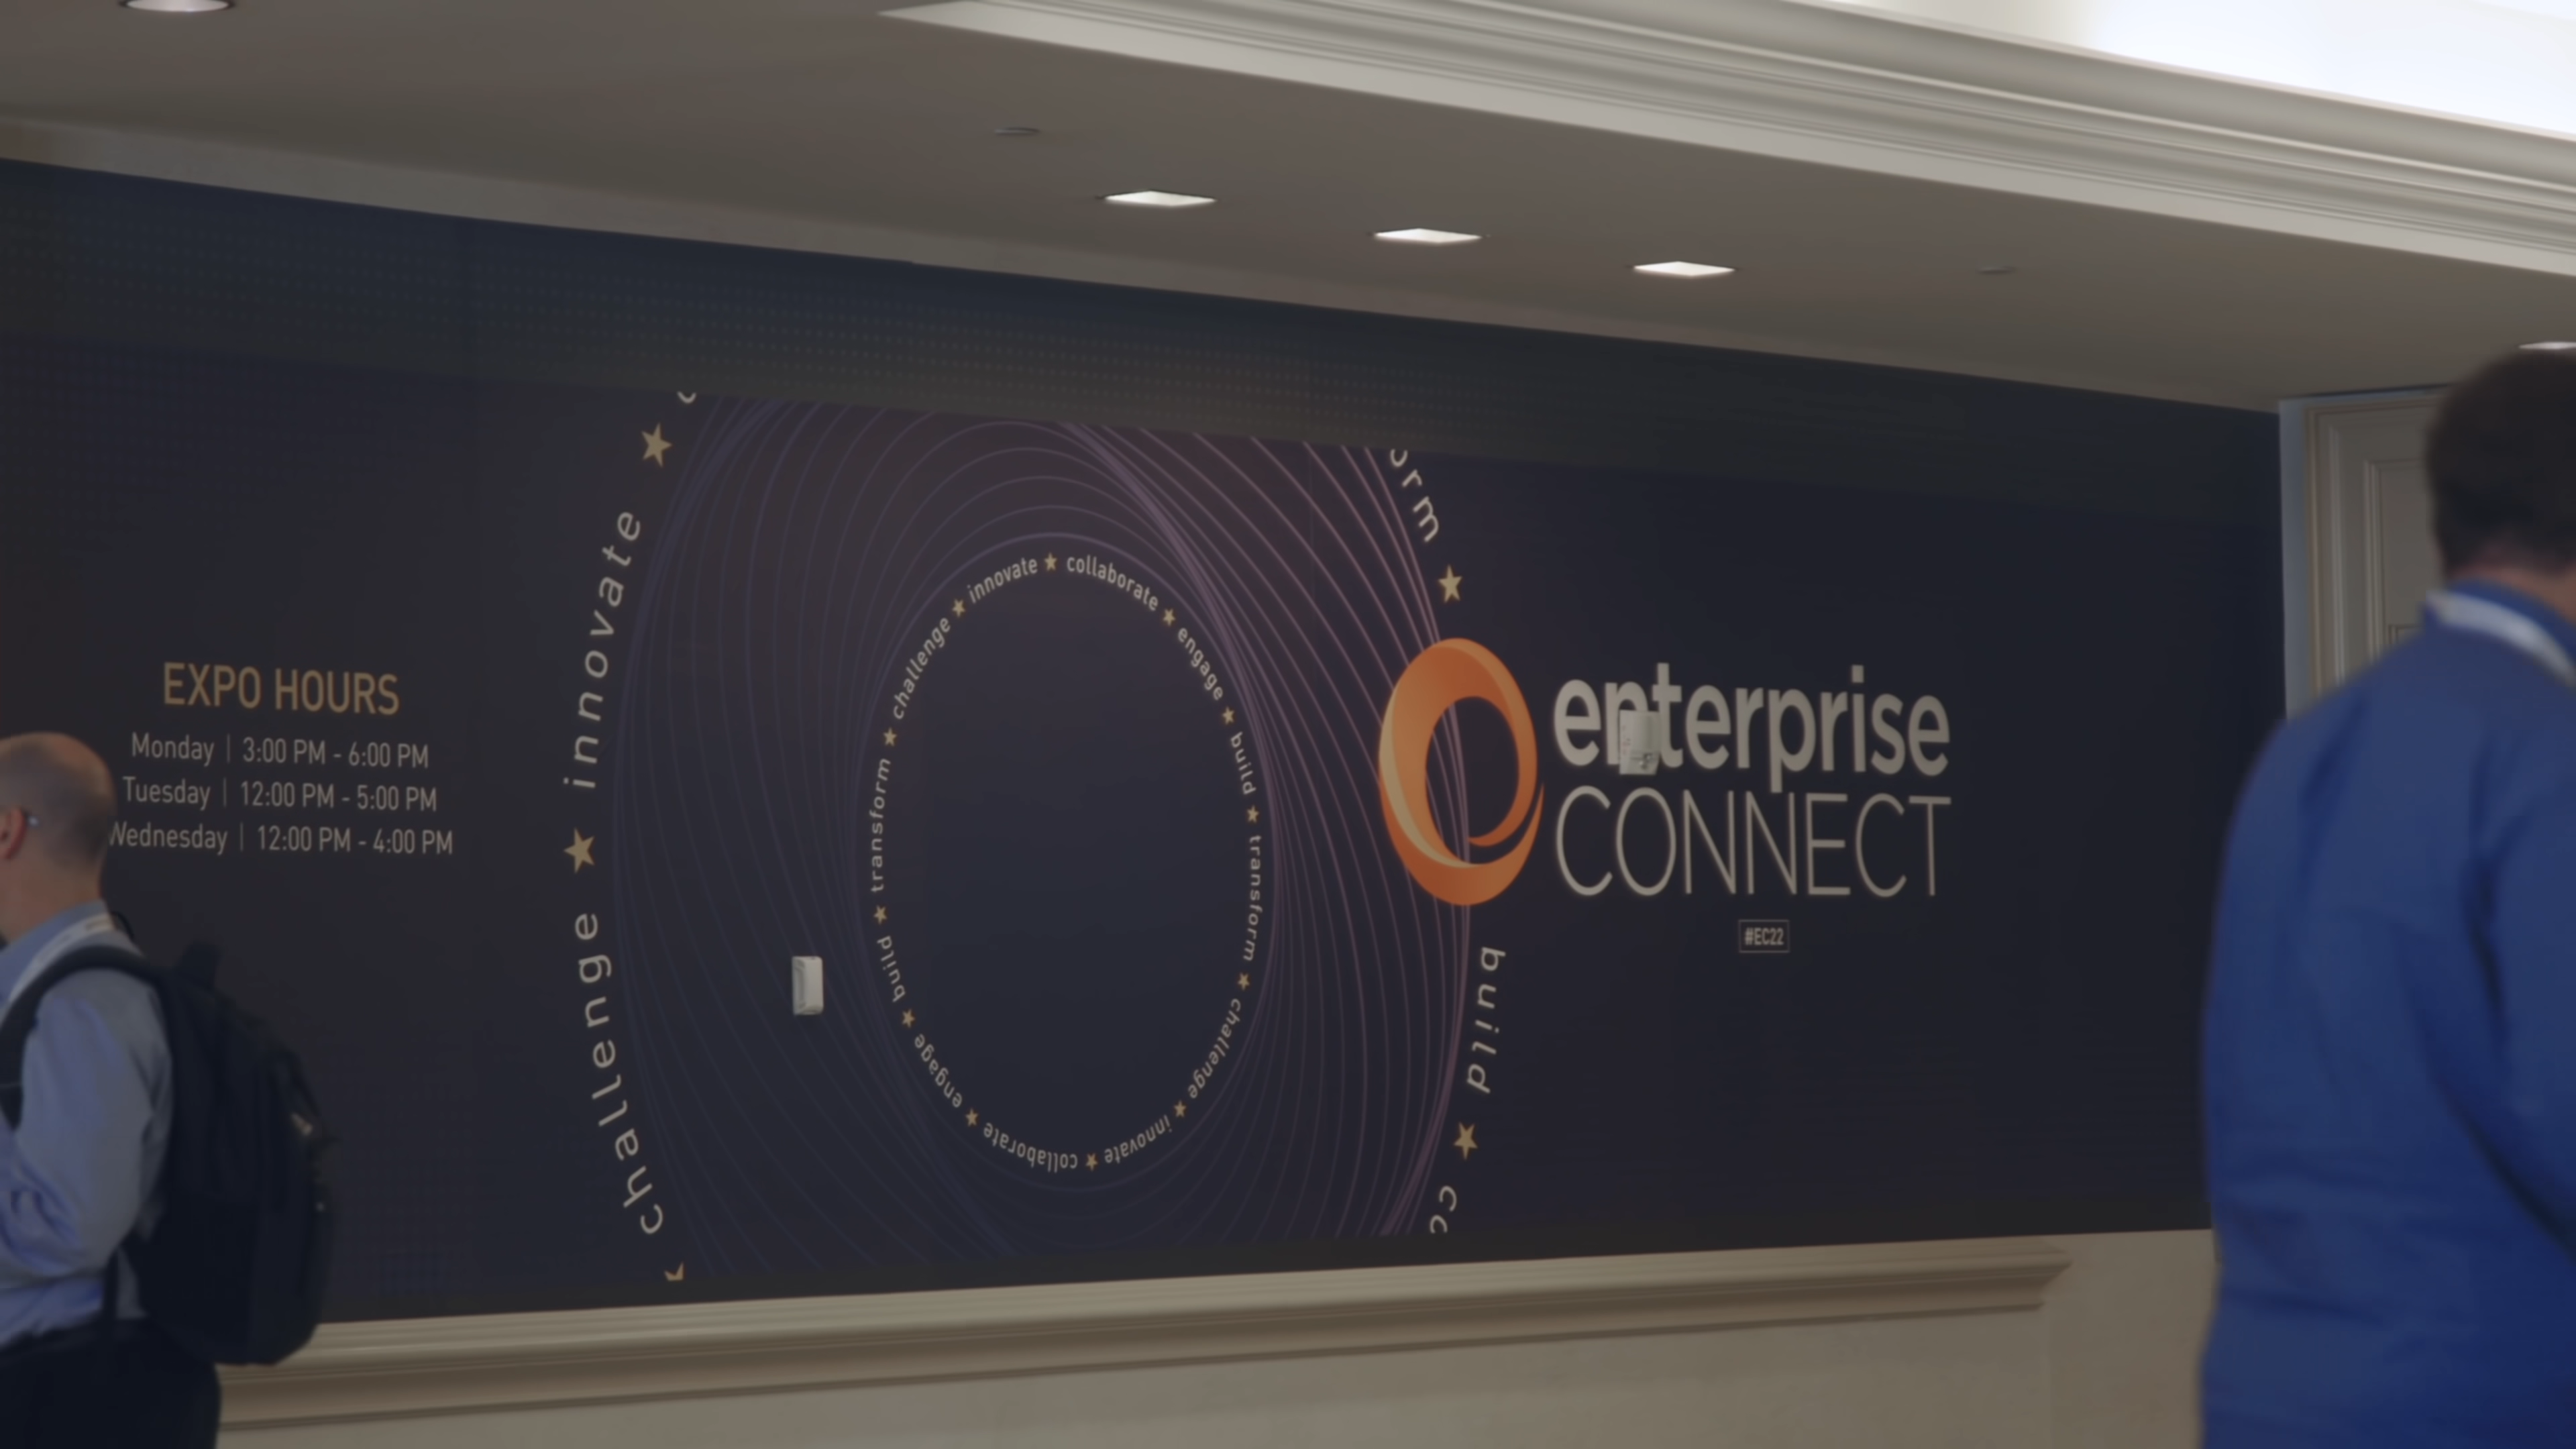 EXPO HOURS
Monday | 3:00 PM - 6:00 PM
Tuesday | 12:00 PM - 5:00 PM
Wednesday | 12:00 PM - 4:00 PM
challenge ★ innovate ★
orm ★
build ★ cc
innovate ★ collaborate ★ engage ★ build ★ transform ★ challenge ★ innovate ★ collaborate ★ engage ★ build ★ transform ★ challenge ★
enterprise
CONNECT
#EC22